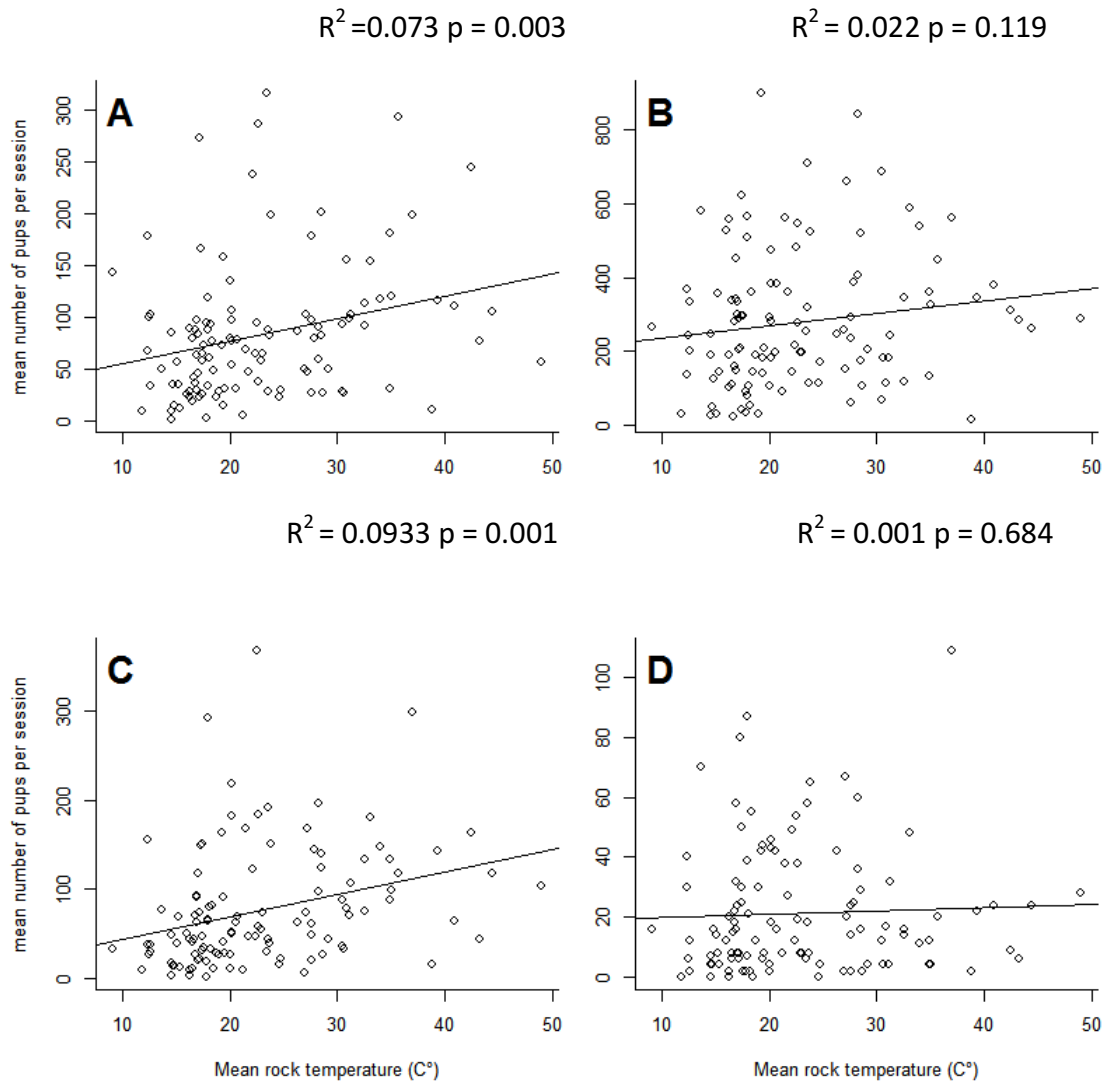 R² =0.073 p = 0.003
R² = 0.022 p = 0.119
A
mean number of pups per session
300
250
200
150
100
50
0
10 20 30 40 50
B
800
600
400
200
0
10 20 30 40 50
R² = 0.0933 p = 0.001
R² = 0.001 p = 0.684
C
mean number of pups per session
300
200
100
0
10 20 30 40 50
Mean rock temperature (C°)
D
100
80
60
40
20
0
10 20 30 40 50
Mean rock temperature (C°)